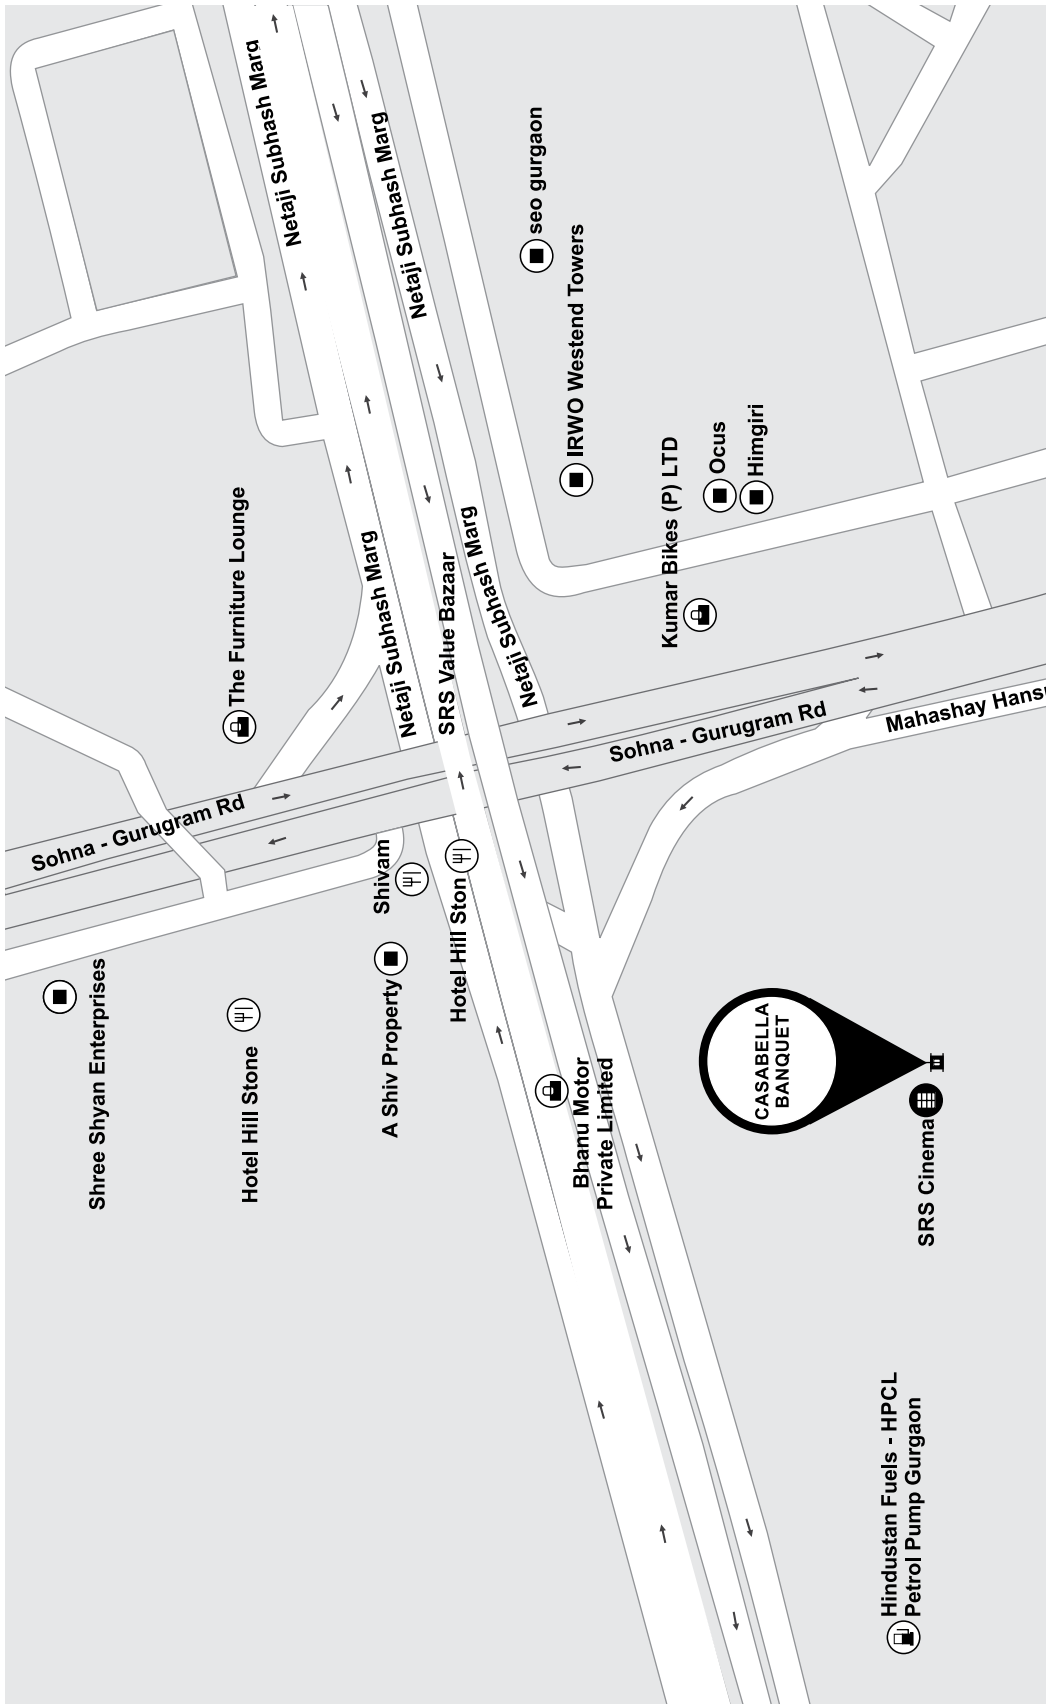 Netaji Subhash Marg
Netaji Subhash Marg
seo gurgaon
IRWO Westend Towers
The Furniture Lounge
Netaji Subhash Marg
SRS Value Bazaar
Netaji Subhash Marg
Kumar Bikes (P) LTD
Ocus
Himgiri
Sohna - Gurugram Rd
Sohna - Gurugram Rd
Mahashay Hans
Shivam
Hotel Hill Ston
Shree Shyan Enterprises
Hotel Hill Stone
A Shiv Property
Bhanu Motor
Private Limited
CASABELLA
BANQUET
SRS Cinema
Hindustan Fuels - HPCL
Petrol Pump Gurgaon